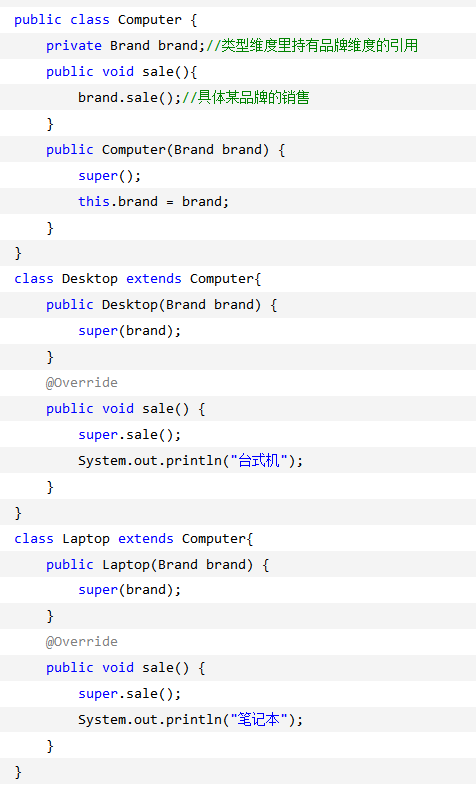 public class Computer {
    private Brand brand;//类型维度里持有品牌维度的引用
    public void sale(){
        brand.sale();//具体某品牌的销售
    }
    public Computer(Brand brand) {
        super();
        this.brand = brand;
    }
}
class Desktop extends Computer{
    public Desktop(Brand brand) {
        super(brand);
    }
    @Override
    public void sale() {
        super.sale();
        System.out.println("台式机");
    }
}
class Laptop extends Computer{
    public Laptop(Brand brand) {
        super(brand);
    }
    @Override
    public void sale() {
        super.sale();
        System.out.println("笔记本");
    }
}